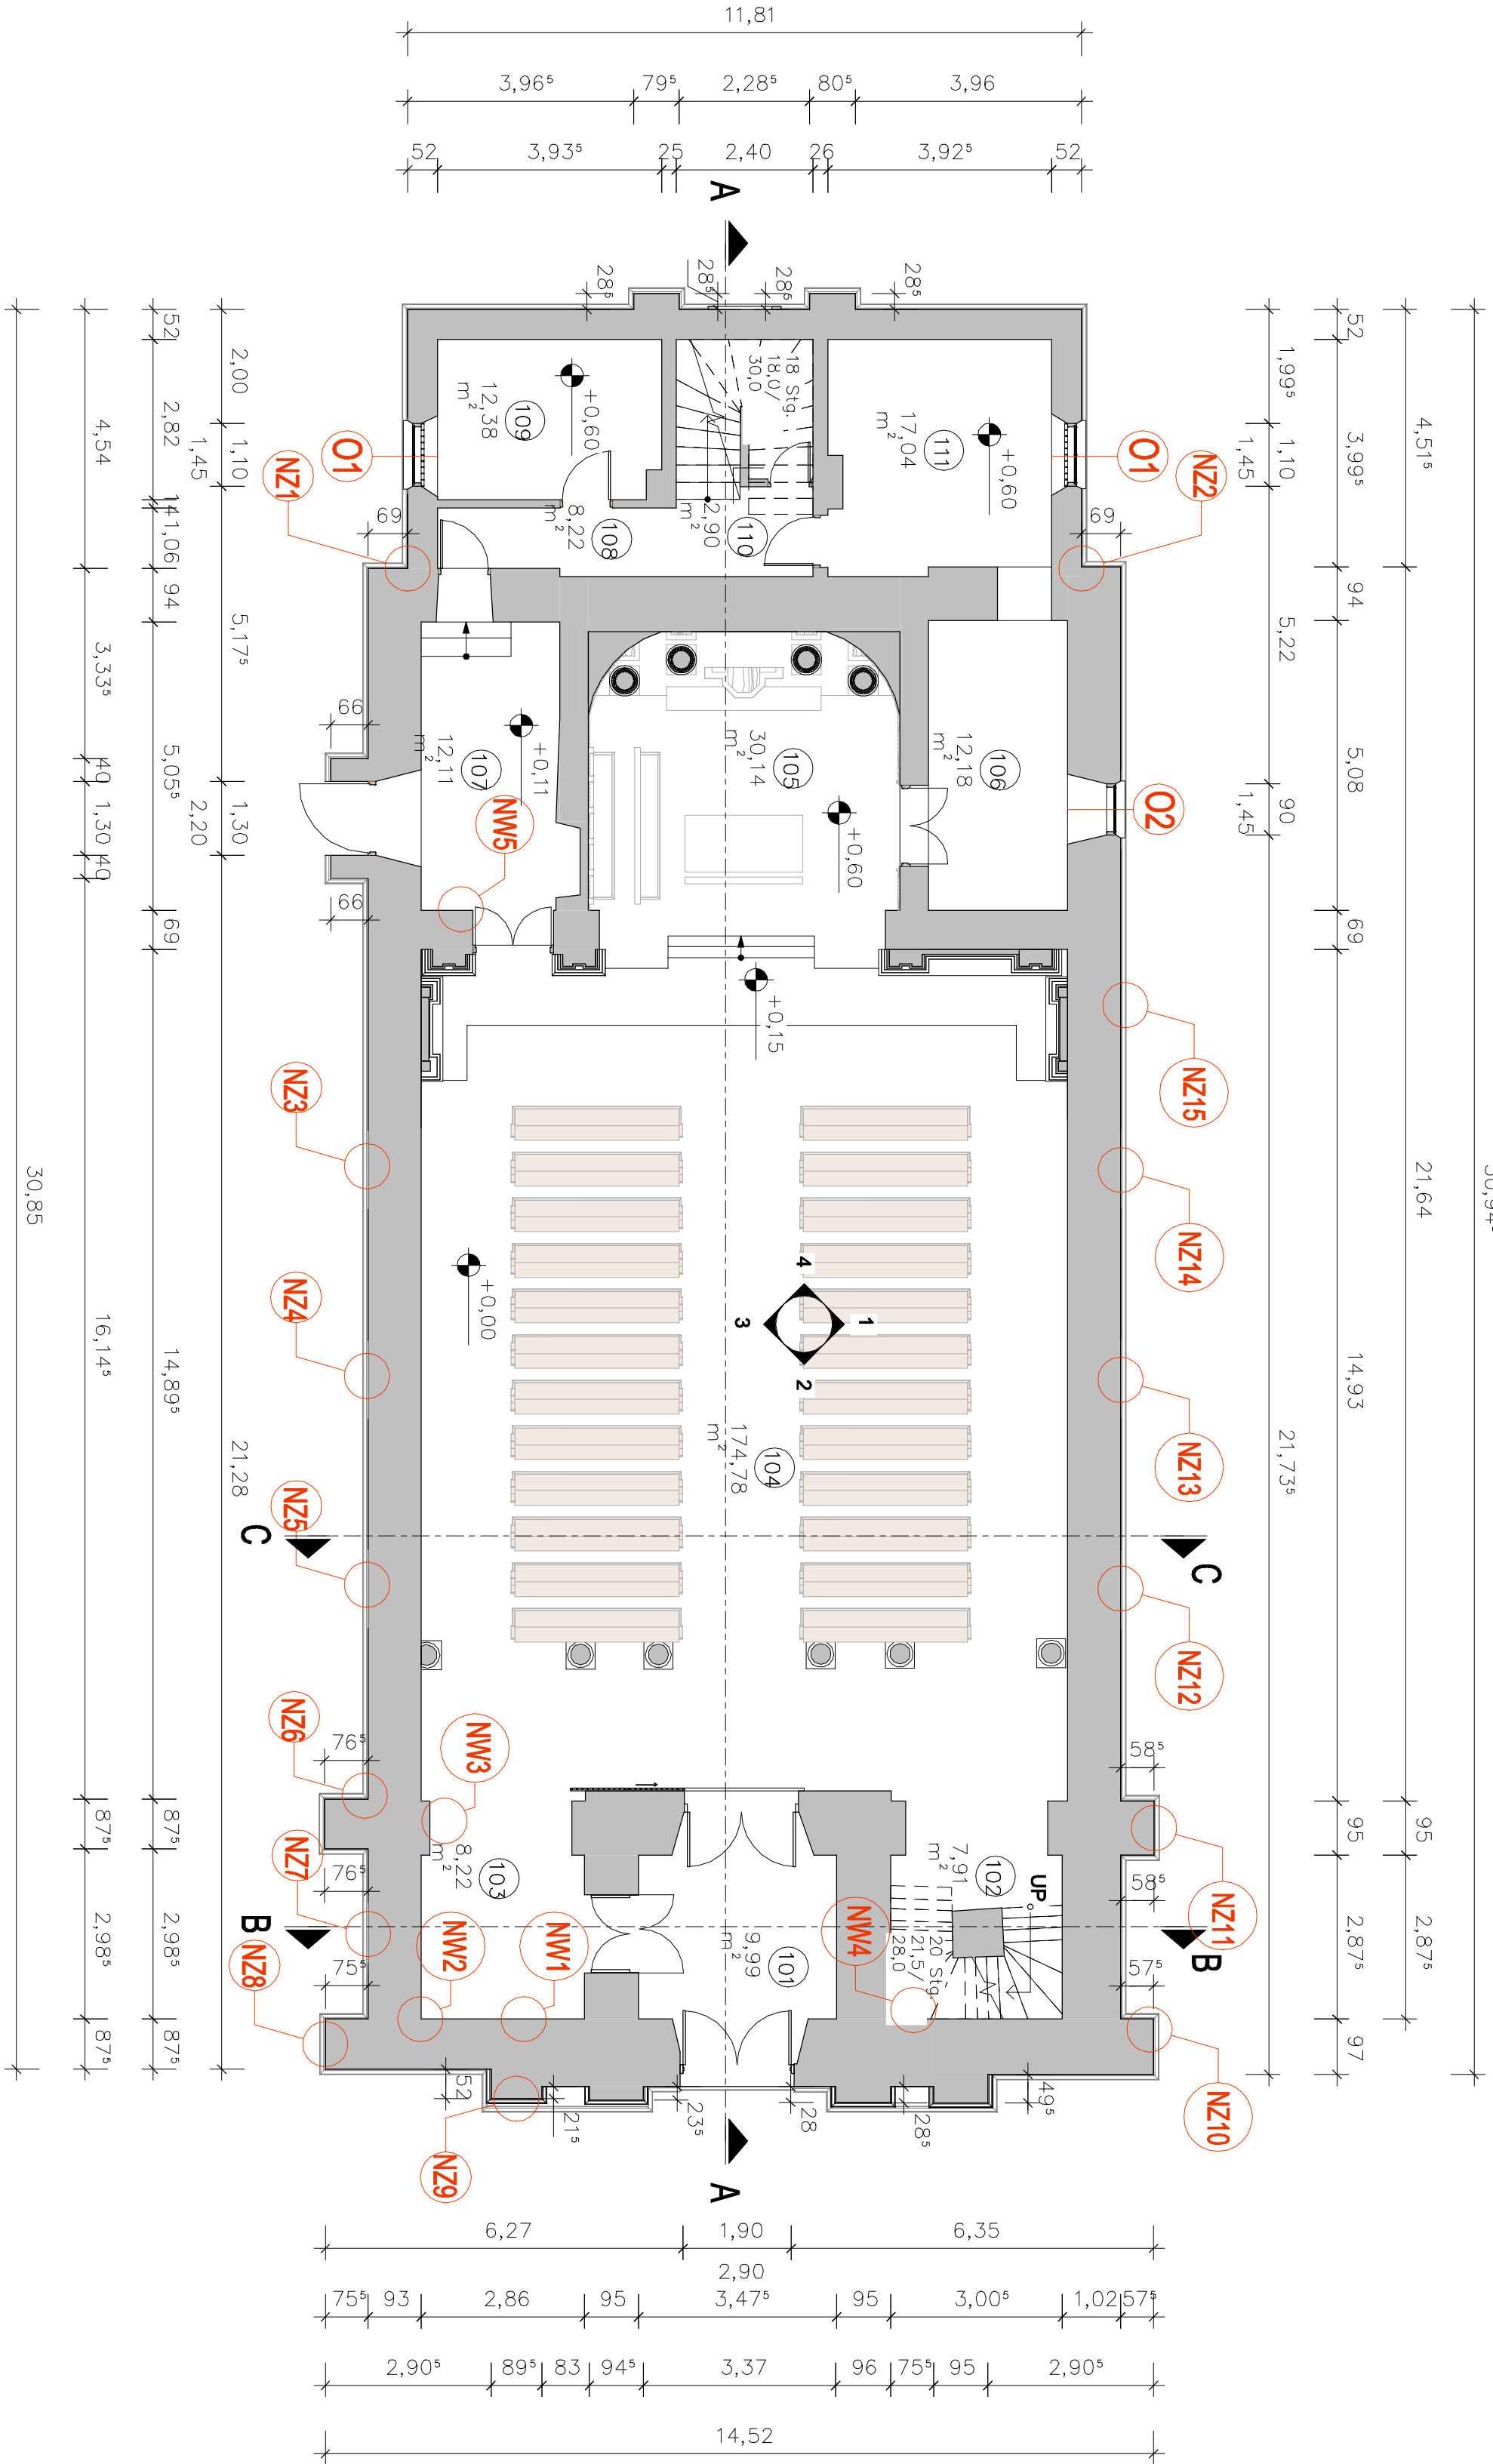 11,81
3,96⁵ 79⁵ 2,28⁵ 80⁵ 3,96
52 3,93⁵ 25 2,40 26 3,92⁵ 52
A
28⁵
28⁵
28⁵
28⁵
52
2,00
2,82
4,54
1,10
1,45
14
1,06
69
94
5,17⁵
3,33⁵
66
5,05⁵
40
1,30
40
1,30
2,20
66
69
30,85
16,14⁵
14,89⁵
21,28
76⁵
87⁵
87⁵
76⁵
2,98⁵
2,98⁵
75⁵
87⁵
87⁵
52
1,99⁵
4,51⁵
3,99⁵
1,10
1,45
69
94
5,22
5,08
90
1,45
69
21,64
14,93
21,73⁵
58⁵
95
95
58⁵
2,87⁵
2,87⁵
57⁵
97
18 Stg.
18,0/
30,0
+0,60
109
12,38
m²
+0,60
111
17,04
m²
O1
O1
NZ1
NZ2
108
8,22
m²
110
2,90
m²
+0,11
107
12,11
m²
NW5
105
30,14
m²
+0,60
106
12,18
m²
O2
+0,15
NZ15
NZ3
NZ14
NZ4
+0,00
4
1
3
2
NZ13
104
174,78
m²
NZ5
C
C
NZ12
NZ6
NW3
103
8,22
m²
102
7,91
m²
UP
NZ11
NZ7
B
B
NZ8
NW2
NW1
101
9,99
m²
NW4
20 Stg.
21,5/
28,0
NZ10
NZ9
52
21⁵
23⁵
28
28⁵
49⁵
A
6,27 1,90 6,35
2,90
75⁵ 93 2,86 95 3,47⁵ 95 3,00⁵ 1,02 57⁵
2,90⁵ 89⁵ 83 94⁵ 3,37 96 75⁵ 95 2,90⁵
14,52